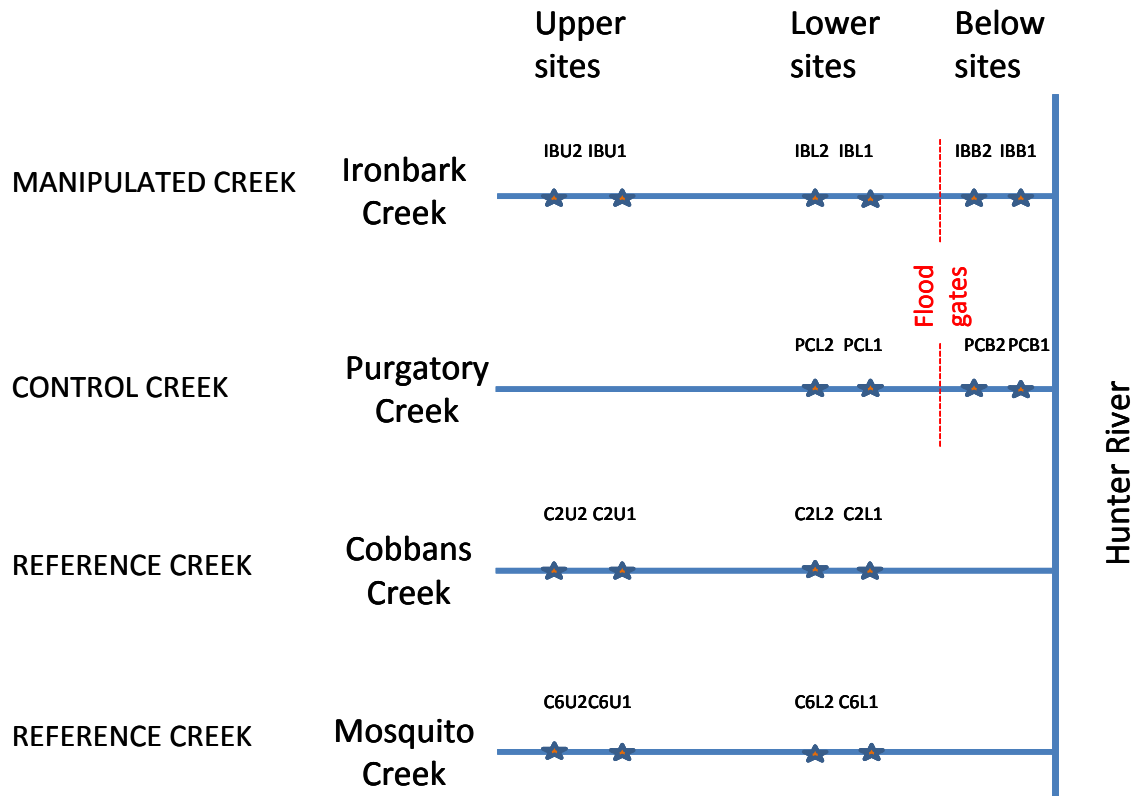 Upper
sites
Lower
sites
Below
sites
MANIPULATED CREEK
Ironbark
Creek
IBU2 IBU1
IBL2 IBL1
IBB2 IBB1
Flood
gates
CONTROL CREEK
Purgatory
Creek
PCL2 PCL1
PCB2 PCB1
Hunter River
REFERENCE CREEK
Cobbans
Creek
C2U2 C2U1
C2L2 C2L1
REFERENCE CREEK
Mosquito
Creek
C6U2C6U1
C6L2 C6L1